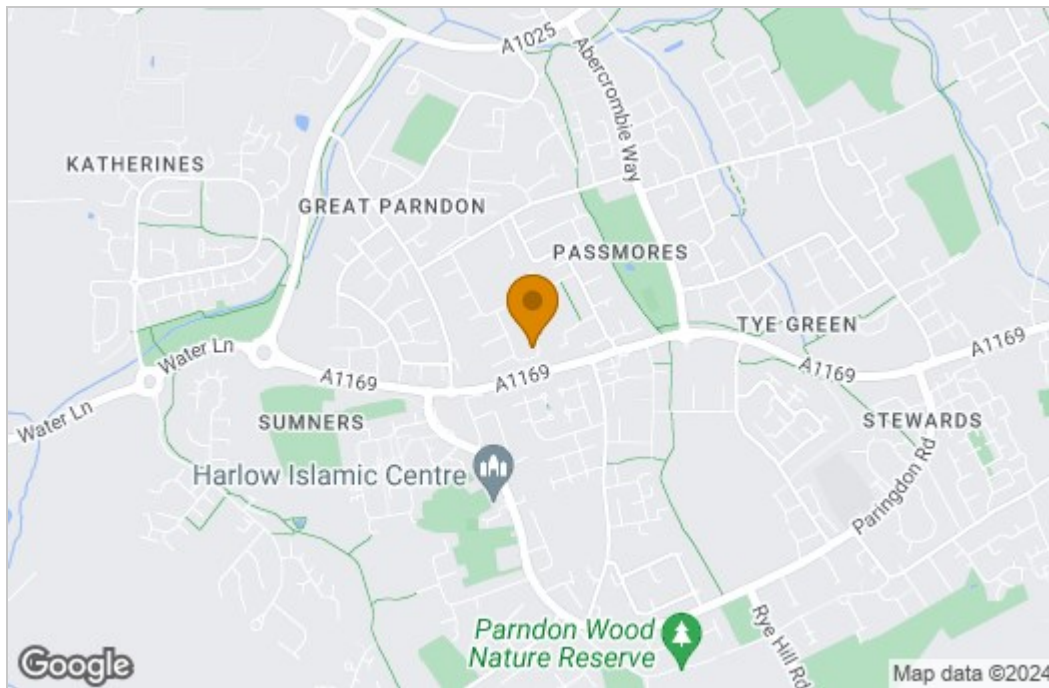 A1025
Abercrombie Way
KATHERINES
GREAT PARNDON
PASSMORES
TYE GREEN
A1169
Water Ln
A1169
A1169
A1169
Water Ln
SUMNERS
STEWARDS
Harlow Islamic Centre
Paringdon Rd
Rye Hill Rd
Parndon Wood
Nature Reserve
Google
Map data ©2024